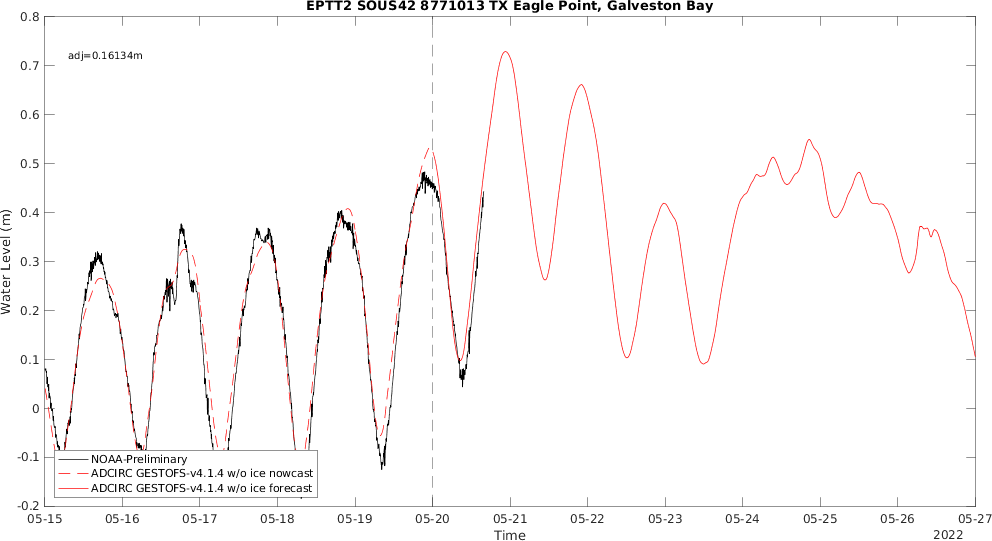 EPTT2 SOUS42 8771013 TX Eagle Point, Galveston Bay
adj=0.16134m
Water Level (m)
0.8
0.7
0.6
0.5
0.4
0.3
0.2
0.1
0
-0.1
-0.2
NOAA-Preliminary
ADCIRC GESTOFS-v4.1.4 w/o ice nowcast
ADCIRC GESTOFS-v4.1.4 w/o ice forecast
05-15 05-16 05-17 05-18 05-19 05-20 05-21 05-22 05-23 05-24 05-25 05-26 05-27
Time
2022